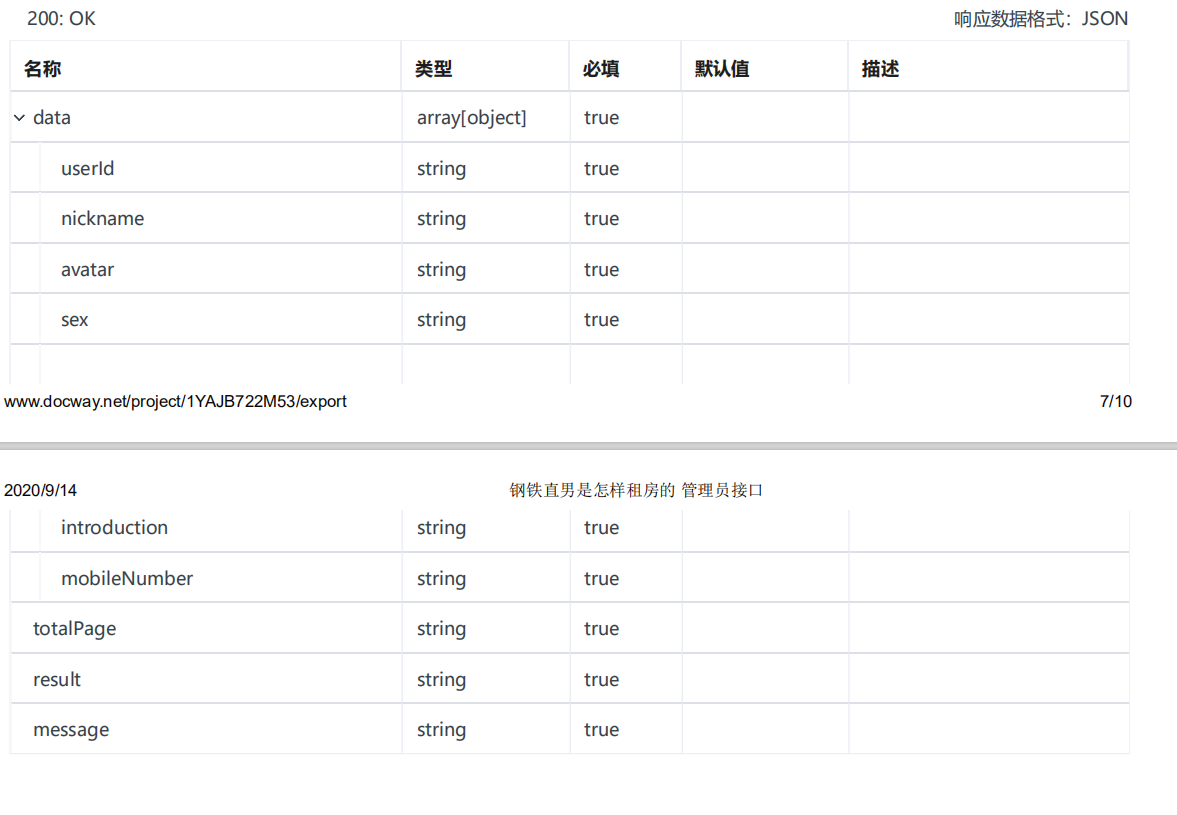 200: OK 响应数据格式：JSON
名称 类型 必填 默认值 描述
data array[object] true
userId string true
nickname string true
avatar string true
sex string true
www.docway.net/project/1YAJB722M53/export 7/10
2020/9/14 钢铁直男是怎样租房的 管理员接口
introduction string true
mobileNumber string true
totalPage string true
result string true
message string true